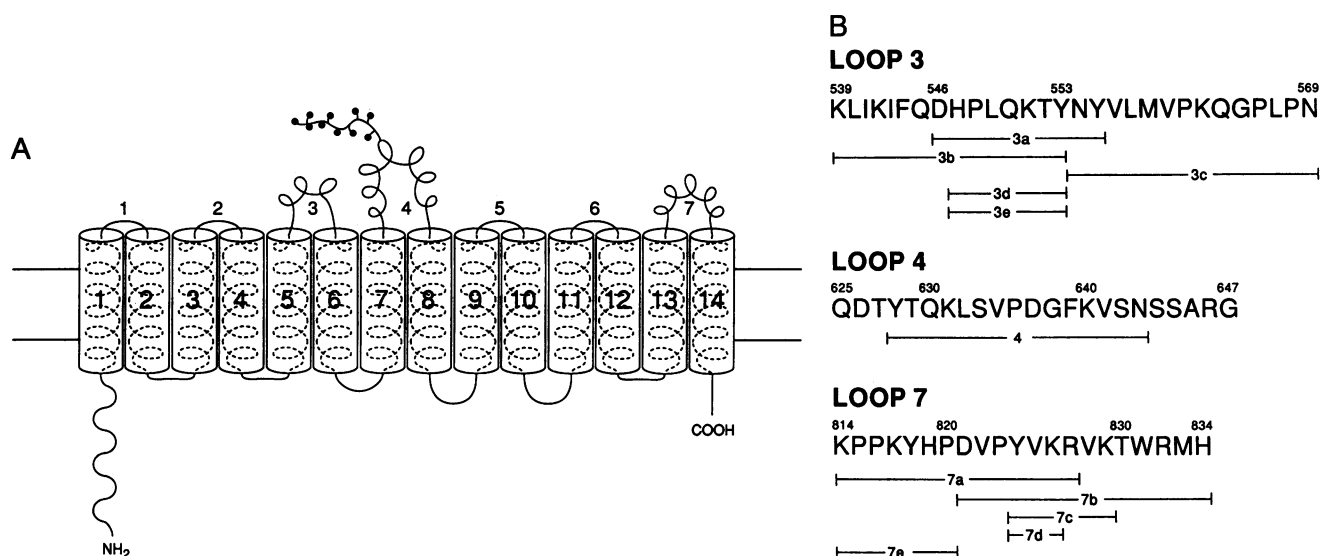 A
1 2 3 4 5 6 7
1 2 3 4 5 6 7 8 9 10 11 12 13 14
NH2
COOH
B
LOOP 3
539 546 553 569
KLIKIFQDHPLQKTYNYVLMVPKQGPLPN
3a
3b
3c
3d
3e
LOOP 4
625 630 640 647
QDTYTQKLSVPDGFKVSNSSARG
4
LOOP 7
814 820 830 834
KPPKYHPDVPYVKRVKTWRMH
7a
7b
7c
7d
7e